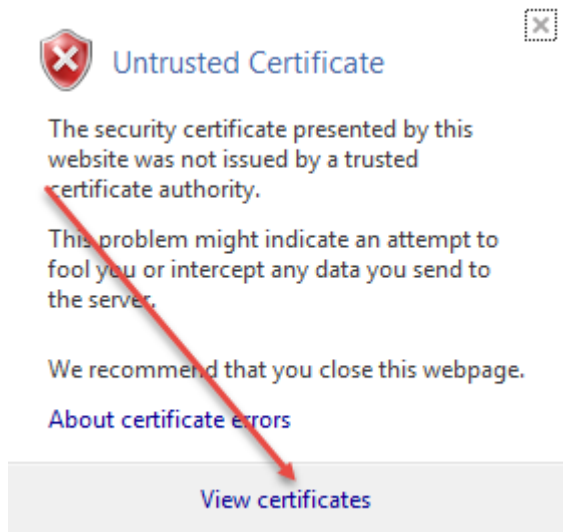 Untrusted Certificate
The security certificate presented by this
website was not issued by a trusted
certificate authority.
This problem might indicate an attempt to
fool you or intercept any data you send to
the server.
We recommend that you close this webpage.
About certificate errors
View certificates